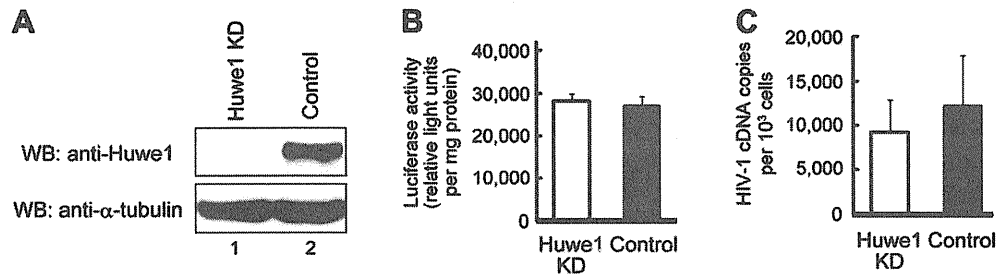 A
Huwe1 KD
Control
WB: anti-Huwe1
WB: anti-α-tubulin
1 2
B
Luciferase activity
(relative light units
per mg protein)
40,000
30,000
20,000
10,000
0
Huwe1 Control
KD
C
HIV-1 cDNA copies
per 10³ cells
20,000
15,000
10,000
5,000
0
Huwe1 Control
KD